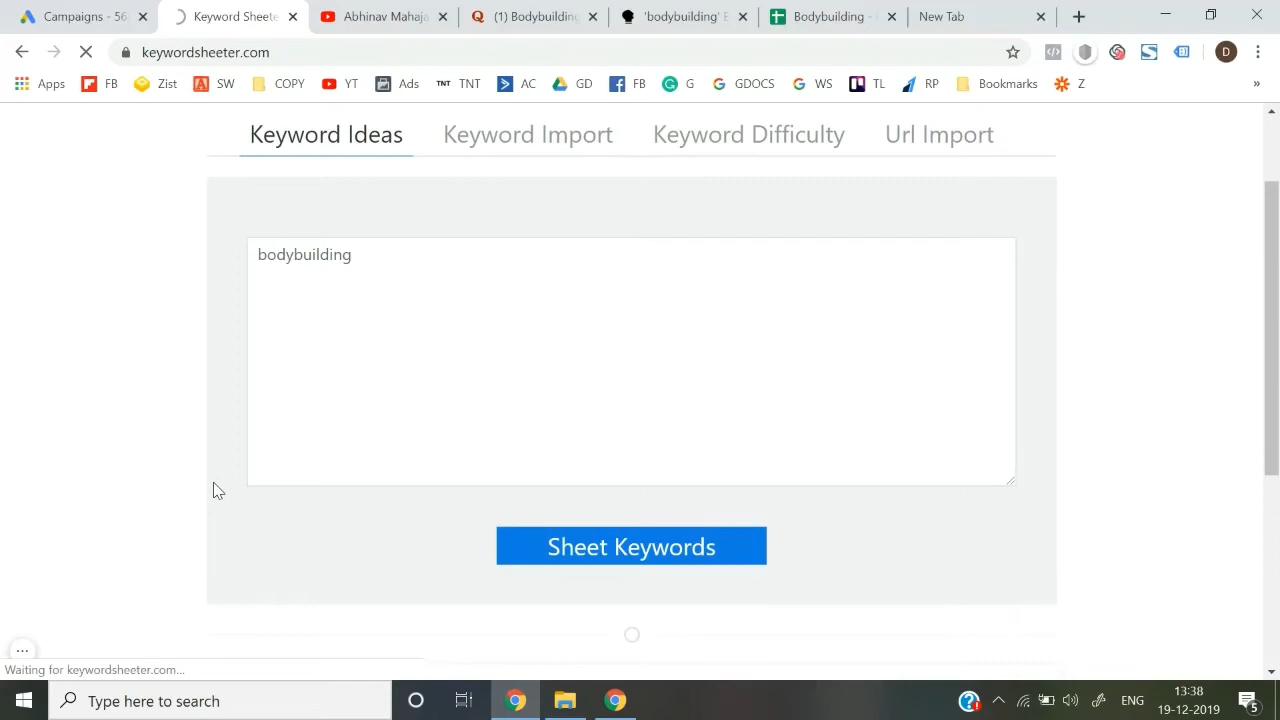 Campaigns - 56
Keyword Sheete
Abhinav Mahaja
(1) Bodybuilding
'bodybuilding' E
Bodybuilding -
New Tab
keywordsheeter.com
Apps
FB
Zist
SW
COPY
YT
Ads
TNT TNT
AC
GD
FB
G
GDOCS
WS
TL
RP
Bookmarks
Z
»
Keyword Ideas
Keyword Import
Keyword Difficulty
Url Import
bodybuilding
Sheet Keywords
...
Waiting for keywordsheeter.com...
Type here to search
ENG
13:38
19-12-2019
5